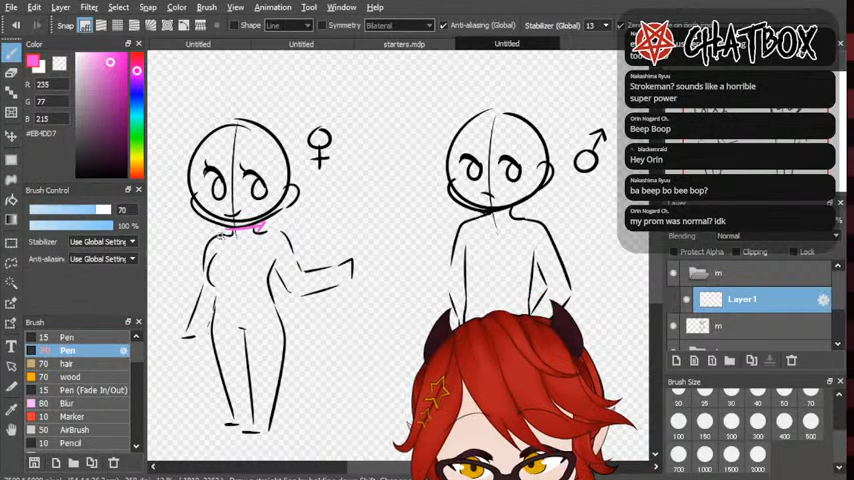 File Edit Layer Filter Select Snap Color Brush View Animation Window Tool Help
Snap Shape Line Symmetry Bilateral Anti-aliasing (Global) Stabilizer (Global) 13
Untitled Untitled starters.mdp Untitled
Color
R 235
G 77
B 215
#EB4DD7
Brush Control
70
100 %
Stabilizer Use Global Setting
Anti-aliasing Use Global Setting
Brush
15 Pen
70 Pen
70 hair
70 wood
15 Pen (Fade In/Out)
80 Blur
10 Marker
50 AirBrush
10 Pencil
♀
♂
CHATBOX
Nakashima Ryuu
Strokeman? sounds like a horrible
super power
Orin Nogard Ch.
Beep Boop
blackenraid
Hey Orin
Nakashima Ryuu
ba beep bo bee bop?
Orin Nogard Ch.
my prom was normal? idk
Blending Normal
Protect Alpha Clipping Lock
m
Layer1
m
Brush Size
20 25 30 40 50 70
100 150 200 300 400 500
700 1000 1500 2000